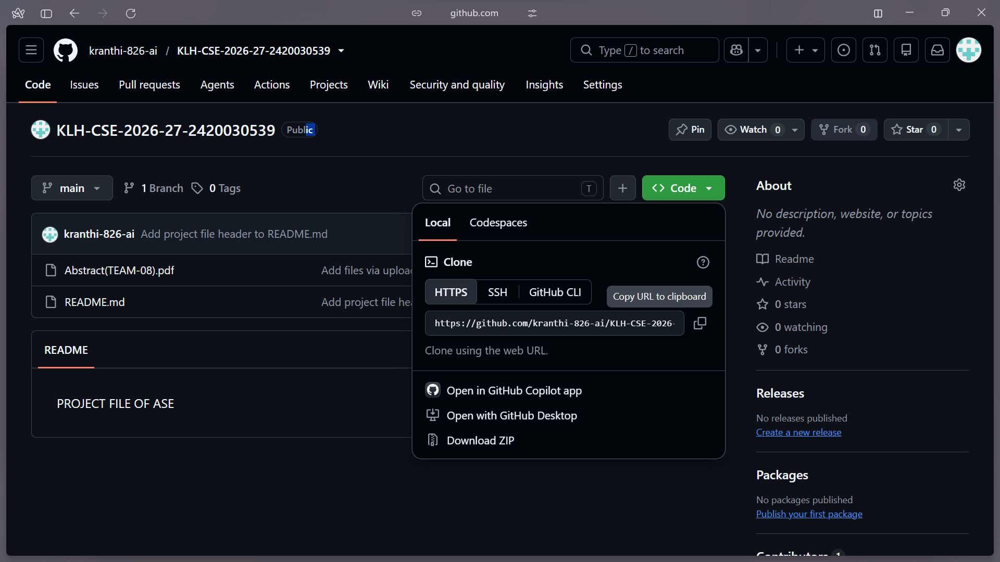 github.com
kranthi-826-ai / KLH-CSE-2026-27-2420030539
Type / to search
Code Issues Pull requests Agents Actions Projects Wiki Security and quality Insights Settings
KLH-CSE-2026-27-2420030539 Public
Pin Watch 0 Fork 0 Star 0
main 1 Branch 0 Tags
Go to file T
Code
kranthi-826-ai Add project file header to README.md
Abstract(TEAM-08).pdf Add files via uploa
README.md Add project file hea
README
PROJECT FILE OF ASE
Local Codespaces
Clone
HTTPS SSH GitHub CLI
Copy URL to clipboard
https://github.com/kranthi-826-ai/KLH-CSE-2026-
Clone using the web URL.
Open in GitHub Copilot app
Open with GitHub Desktop
Download ZIP
About
No description, website, or topics
provided.
Readme
Activity
0 stars
0 watching
0 forks
Releases
No releases published
Create a new release
Packages
No packages published
Publish your first package
Contributors 1